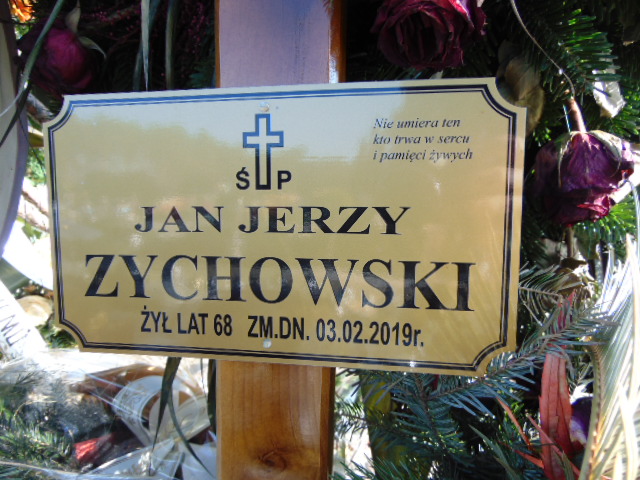 Nie umiera ten
kto trwa w sercu
i pamięci żywych
Ś P
JAN JERZY
ZYCHOWSKI
ŻYŁ LAT 68 ZM.DN. 03.02.2019r.